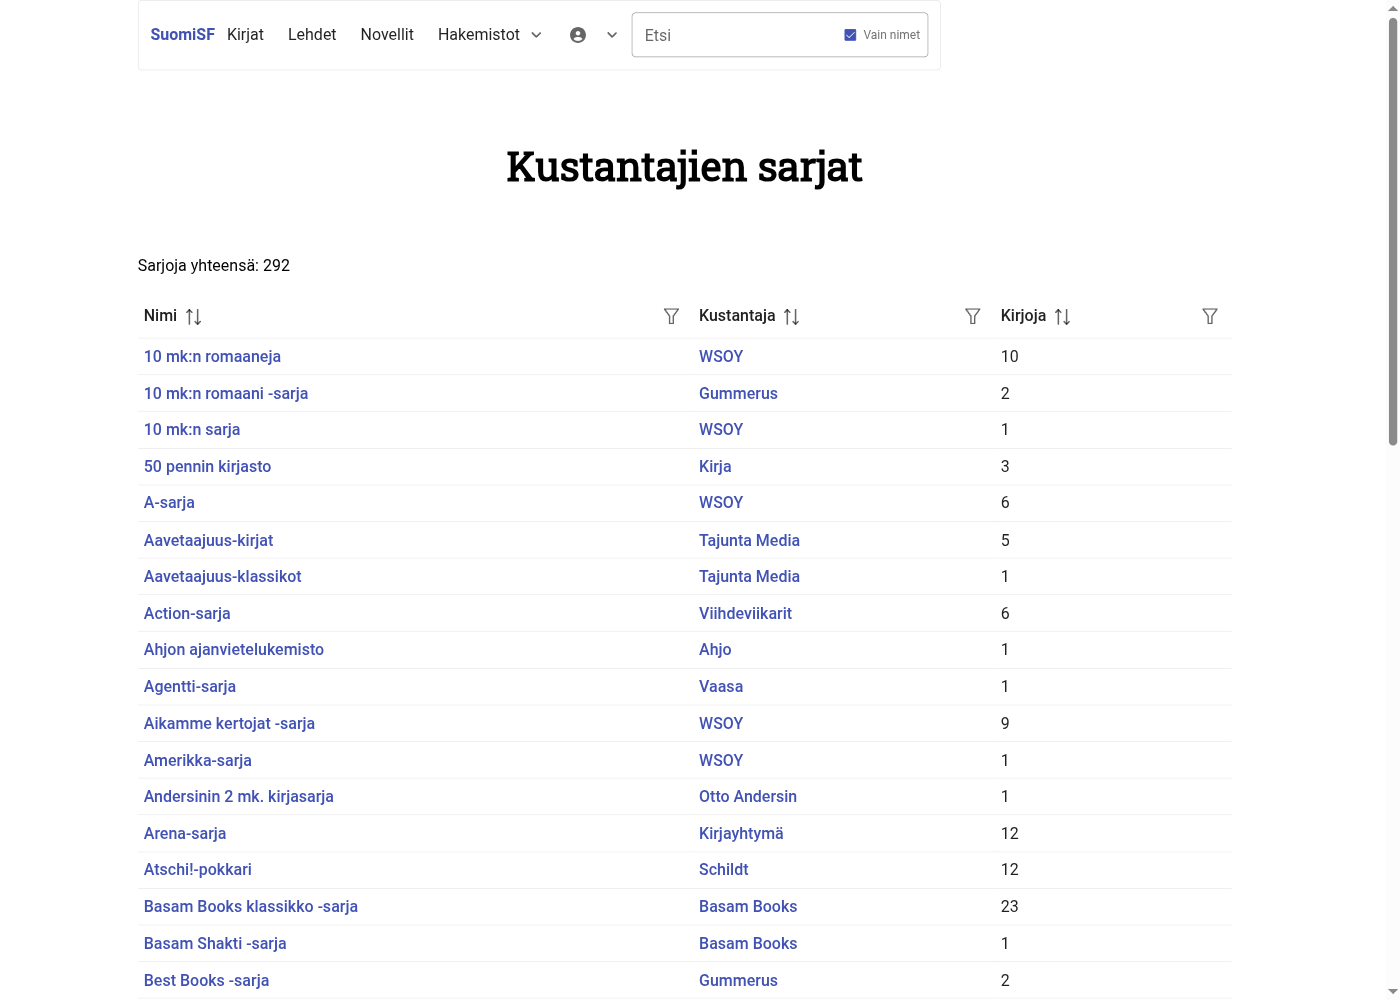 SuomiSF Kirjat Lehdet Novellit Hakemistot Etsi Vain nimet
Kustantajien sarjat
Sarjoja yhteensä: 292
Nimi Kustantaja Kirjoja
10 mk:n romaaneja WSOY 10
10 mk:n romaani -sarja Gummerus 2
10 mk:n sarja WSOY 1
50 pennin kirjasto Kirja 3
A-sarja WSOY 6
Aavetaajuus-kirjat Tajunta Media 5
Aavetaajuus-klassikot Tajunta Media 1
Action-sarja Viihdeviikarit 6
Ahjon ajanvietelukemisto Ahjo 1
Agentti-sarja Vaasa 1
Aikamme kertojat -sarja WSOY 9
Amerikka-sarja WSOY 1
Andersinin 2 mk. kirjasarja Otto Andersin 1
Arena-sarja Kirjayhtymä 12
Atschi!-pokkari Schildt 12
Basam Books klassikko -sarja Basam Books 23
Basam Shakti -sarja Basam Books 1
Best Books -sarja Gummerus 2